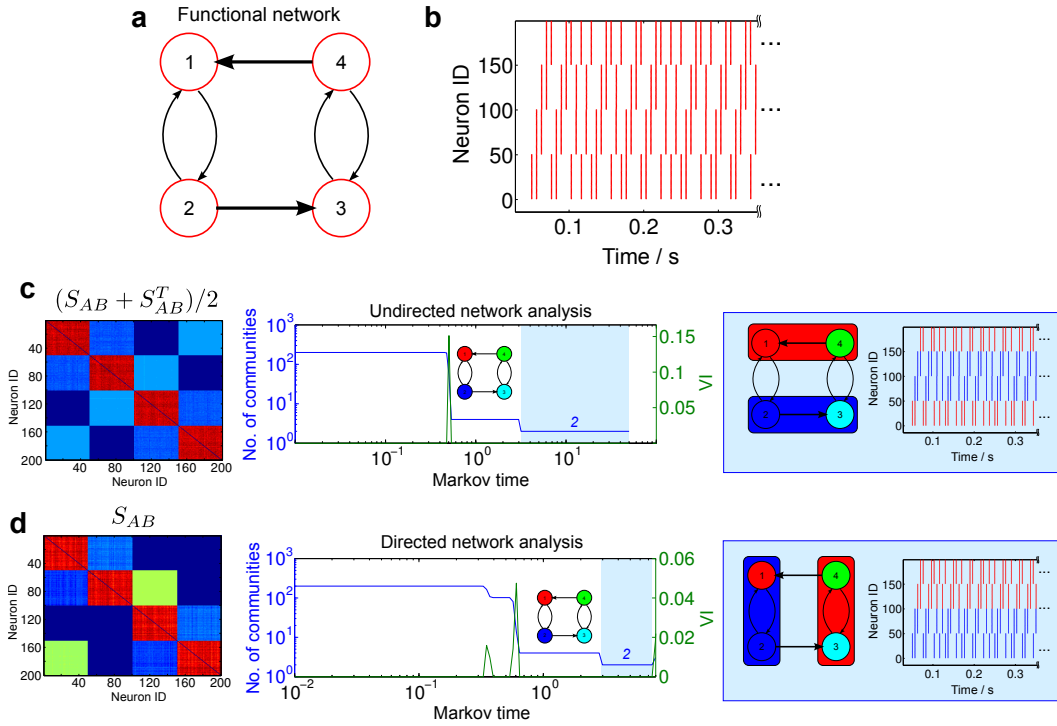 a Functional network
1
4
2
3
b
Neuron ID
150
100
50
0
0.1 0.2 0.3
Time / s
...
...
...
c
(S_{AB} + S_{AB}^T)/2
Neuron ID
40
80
120
160
200
40 80 120 160 200
Neuron ID
Undirected network analysis
No. of communities
10^3
10^2
10^1
10^0
2
0.15
0.1
0.05
VI
10^{-1} 10^0 10^1
Markov time
1
4
2
3
150
100
50
0
0.1 0.2 0.3
Time / s
...
...
...
d
S_{AB}
Neuron ID
40
80
120
160
200
40 80 120 160 200
Neuron ID
Directed network analysis
No. of communities
10^3
10^2
10^1
10^0
2
0.06
0.04
0.02
0
VI
10^{-2} 10^{-1} 10^0
Markov time
1
4
2
3
150
100
50
0
0.1 0.2 0.3
Time / s
...
...
...